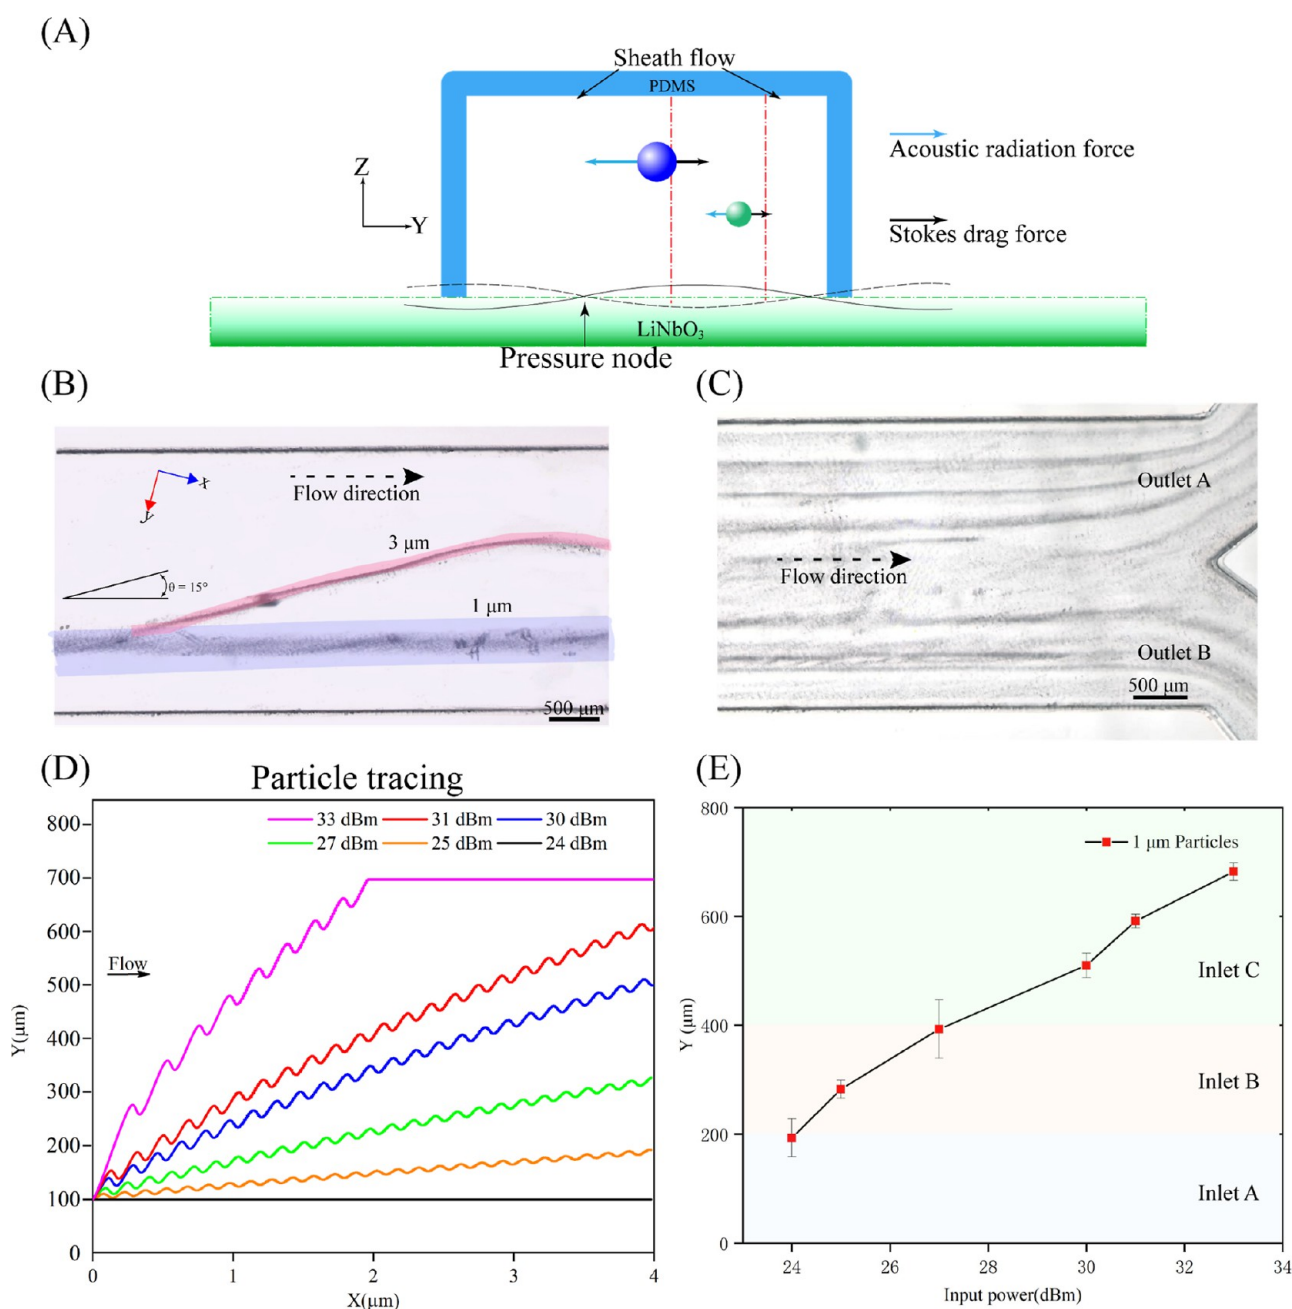 (A)
Sheath flow
PDMS
Z
Y
Acoustic radiation force
Stokes drag force
LiNbO₃
Pressure node
(B)
x
y
Flow direction
3 μm
θ = 15°
1 μm
500 μm
(C)
Outlet A
Flow direction
Outlet B
500 μm
(D)
Particle tracing
33 dBm 31 dBm 30 dBm
27 dBm 25 dBm 24 dBm
Flow
800
700
600
500
400
300
200
100
0
Y(μm)
0 1 2 3 4
X(μm)
(E)
1 μm Particles
800
600
400
200
0
Y (μm)
Inlet C
Inlet B
Inlet A
24 26 28 30 32 34
Input power(dBm)